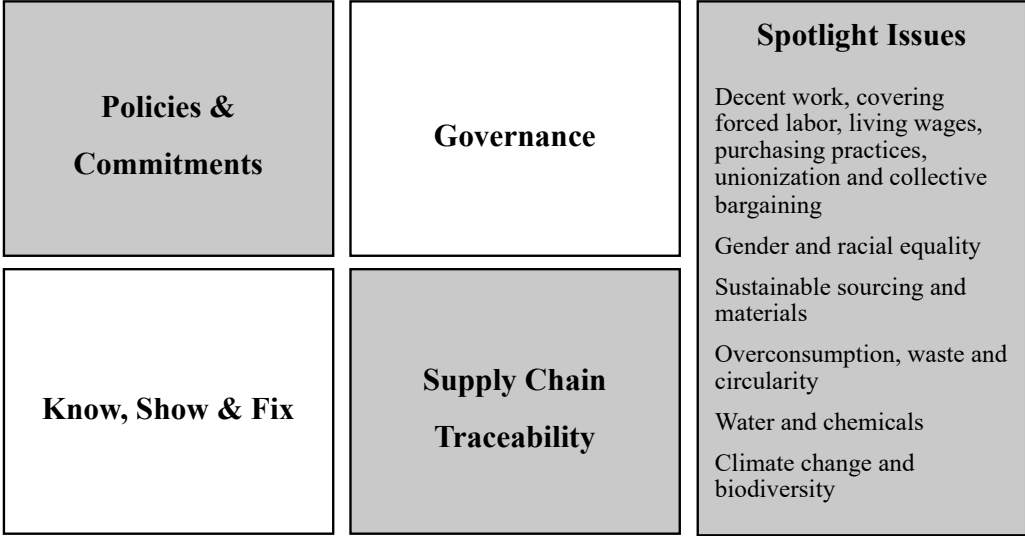 Policies &
Commitments
Governance
Spotlight Issues
Decent work, covering
forced labor, living wages,
purchasing practices,
unionization and collective
bargaining
Gender and racial equality
Sustainable sourcing and
materials
Overconsumption, waste and
circularity
Water and chemicals
Climate change and
biodiversity
Know, Show & Fix
Supply Chain
Traceability